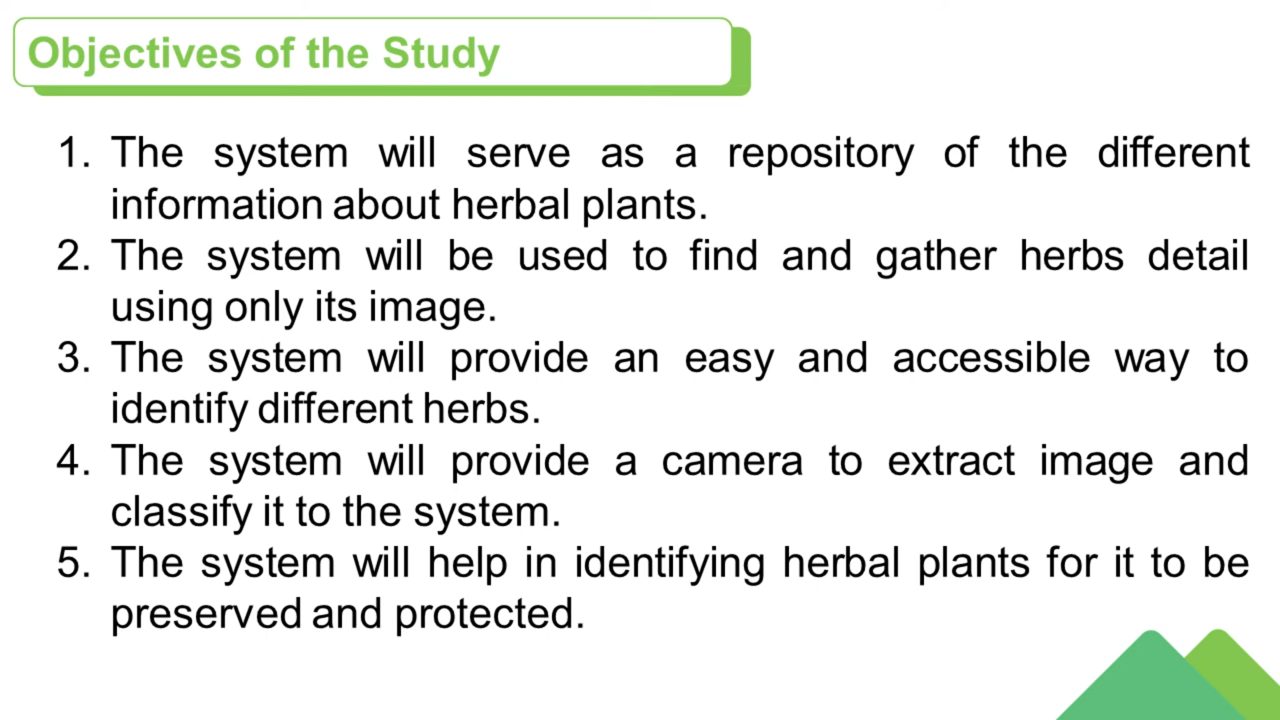 Objectives of the Study
1. The system will serve as a repository of the different
information about herbal plants.
2. The system will be used to find and gather herbs detail
using only its image.
3. The system will provide an easy and accessible way to
identify different herbs.
4. The system will provide a camera to extract image and
classify it to the system.
5. The system will help in identifying herbal plants for it to be
preserved and protected.